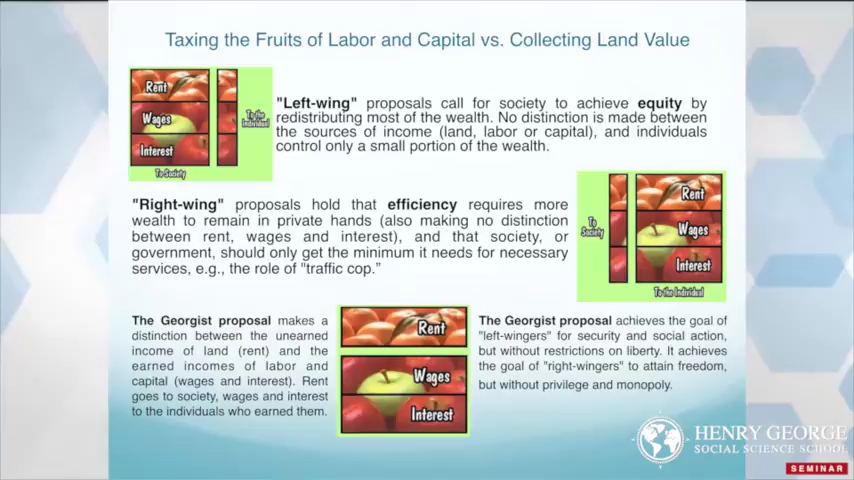 Taxing the Fruits of Labor and Capital vs. Collecting Land Value
Rent
Wages
Interest
To Society
To the
Individual
"Left-wing" proposals call for society to achieve equity by
redistributing most of the wealth. No distinction is made between
the sources of income (land, labor or capital), and individuals
control only a small portion of the wealth.
"Right-wing" proposals hold that efficiency requires more
wealth to remain in private hands (also making no distinction
between rent, wages and interest), and that society, or
government, should only get the minimum it needs for necessary
services, e.g., the role of "traffic cop."
To
Society
Rent
Wages
Interest
To the Individual
The Georgist proposal makes a
distinction between the unearned
income of land (rent) and the
earned incomes of labor and
capital (wages and interest). Rent
goes to society, wages and interest
to the individuals who earned them.
Rent
Wages
Interest
The Georgist proposal achieves the goal of
"left-wingers" for security and social action,
but without restrictions on liberty. It achieves
the goal of "right-wingers" to attain freedom,
but without privilege and monopoly.
HENRY GEORGE
SOCIAL SCIENCE SCHOOL
SEMINAR